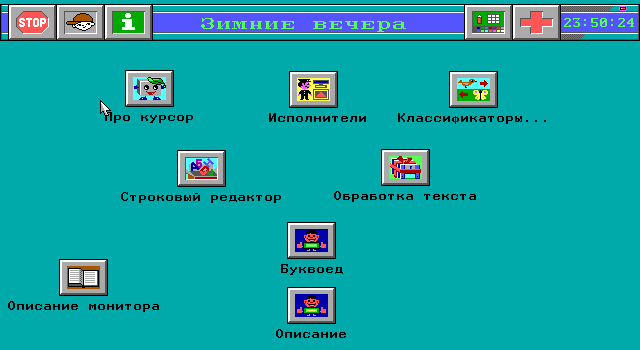 STOP
i
Зимние вечера
23:50:24
Про курсор
Исполнители
Классификаторы...
Строковый редактор
Обработка текста
Буквоед
Описание монитора
Описание